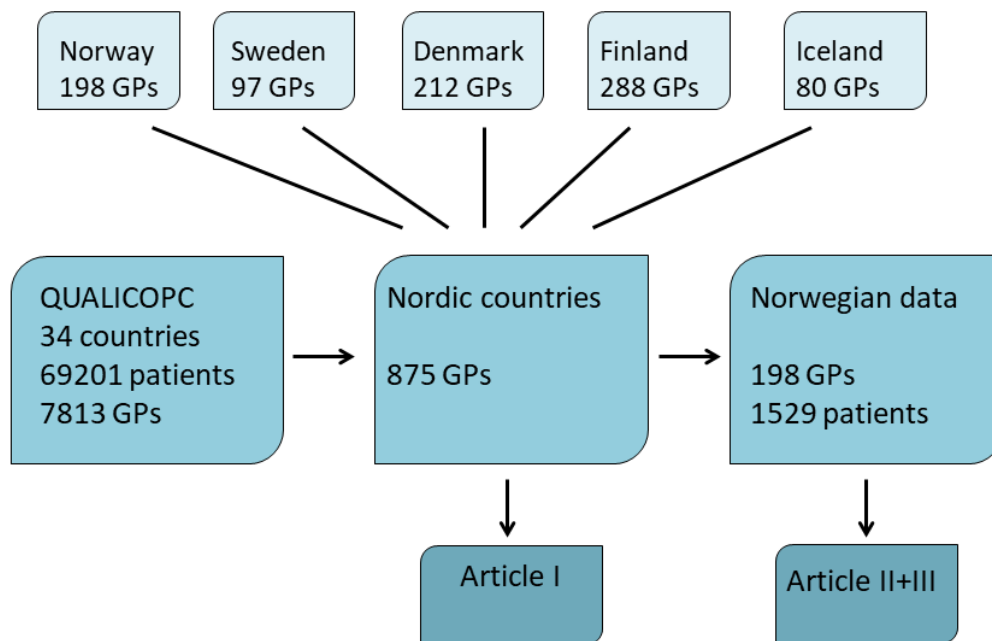 Norway
198 GPs
Sweden
97 GPs
Denmark
212 GPs
Finland
288 GPs
Iceland
80 GPs
QUALICOPC
34 countries
69201 patients
7813 GPs
Nordic countries
875 GPs
Norwegian data
198 GPs
1529 patients
Article I
Article II+III